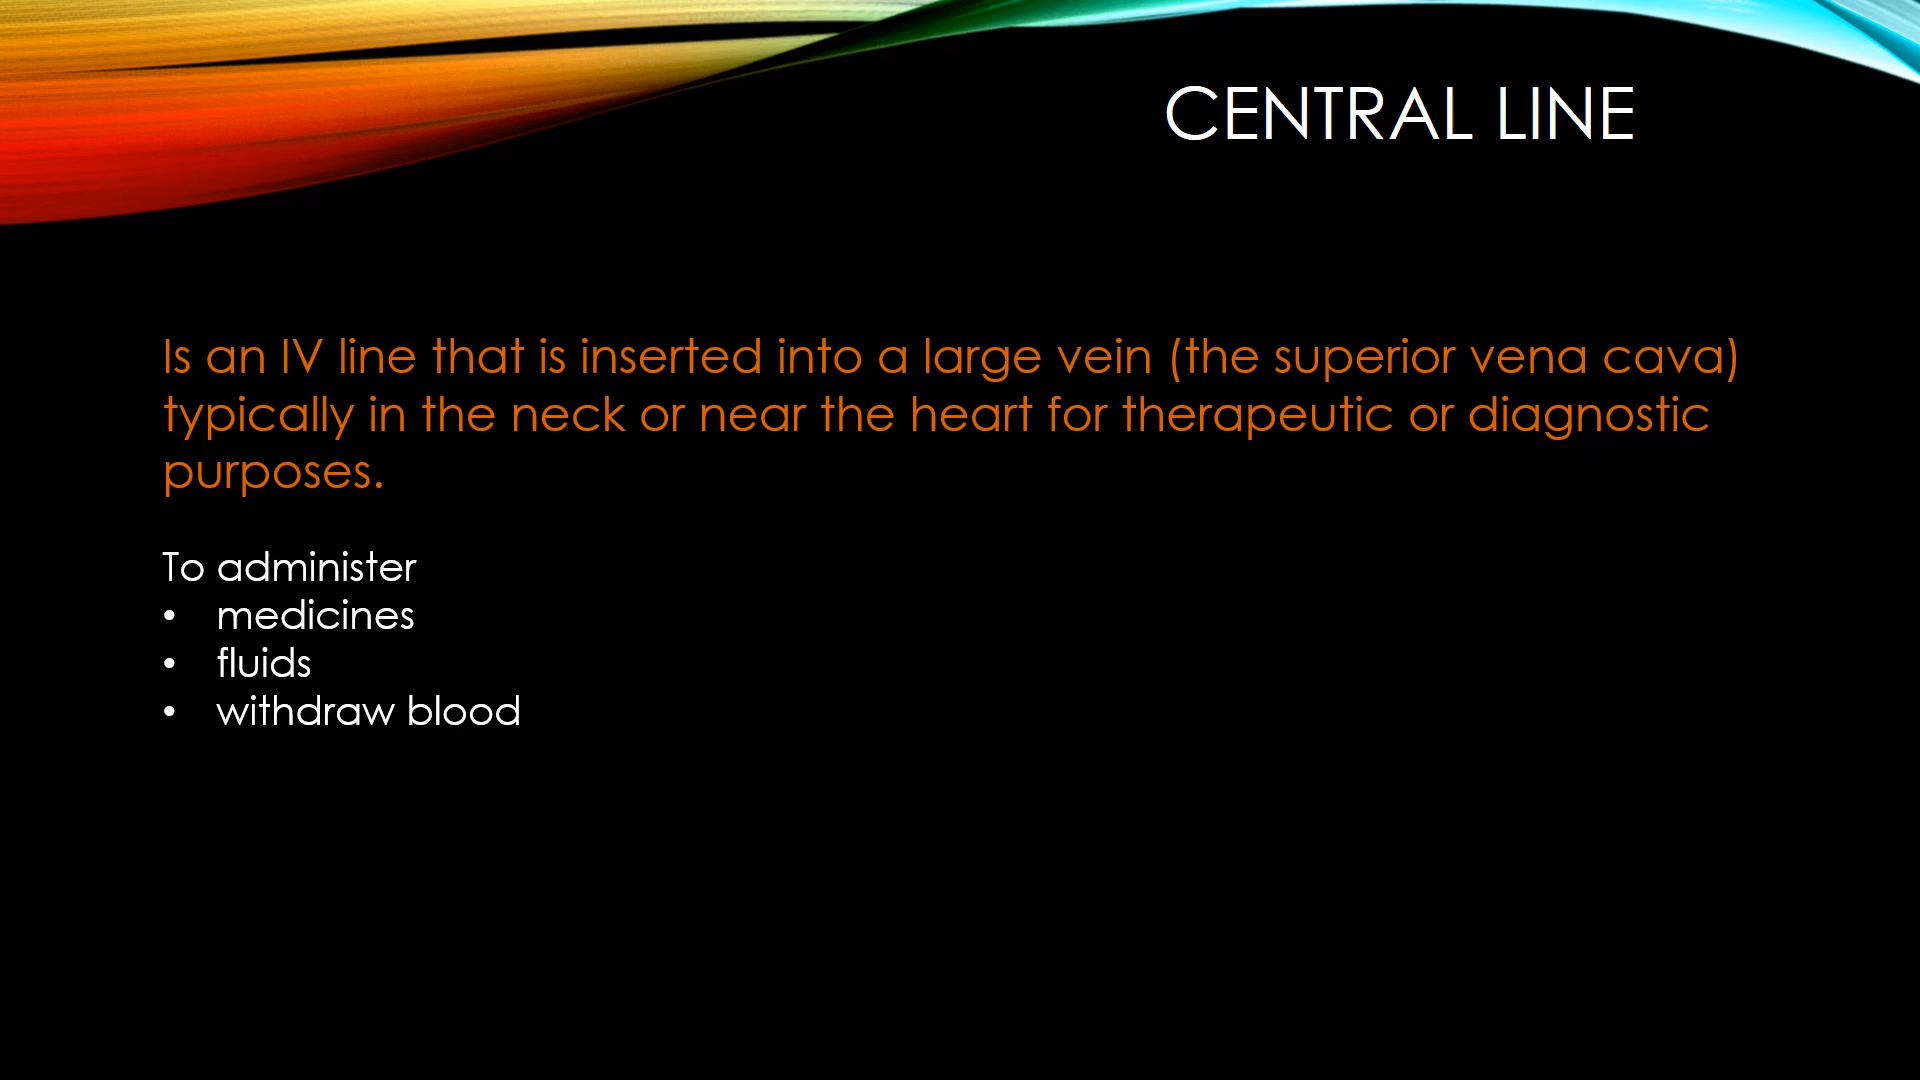 CENTRAL LINE
Is an IV line that is inserted into a large vein (the superior vena cava)
typically in the neck or near the heart for therapeutic or diagnostic
purposes.
To administer
• medicines
• fluids
• withdraw blood